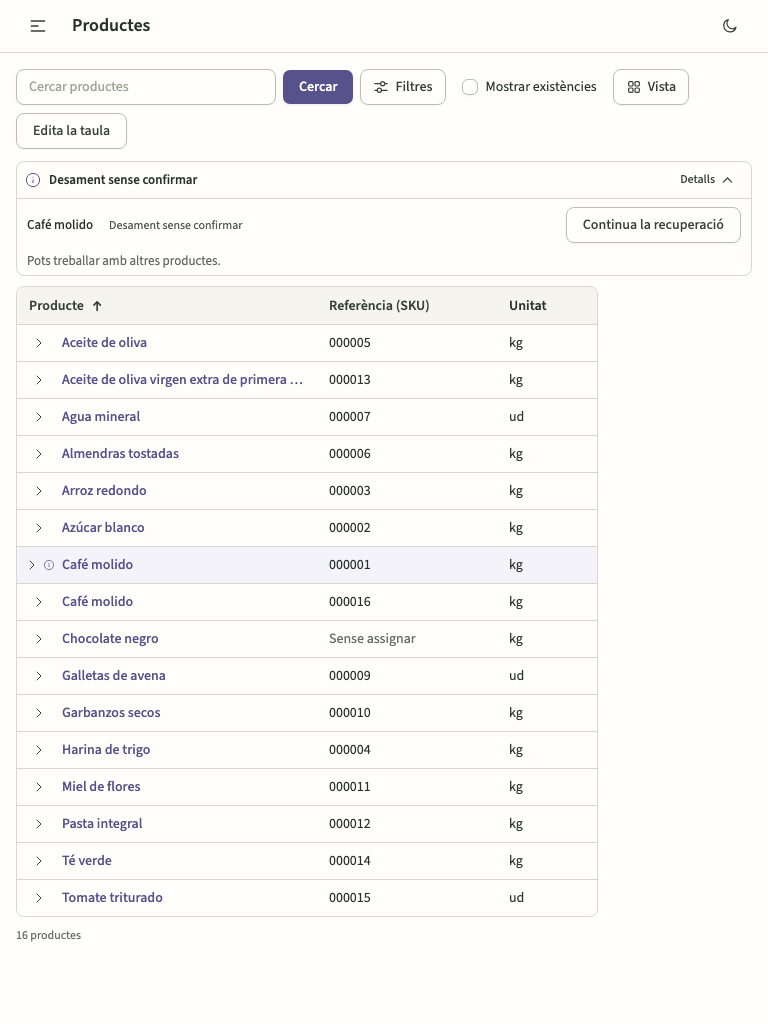 Productes
Cercar productes
Cercar
Filtres
Mostrar existències
Vista
Edita la taula
Desament sense confirmar
Detalls
Café molido Desament sense confirmar
Continua la recuperació
Pots treballar amb altres productes.
Producte Referència (SKU) Unitat
Aceite de oliva 000005 kg
Aceite de oliva virgen extra de primera … 000013 kg
Agua mineral 000007 ud
Almendras tostadas 000006 kg
Arroz redondo 000003 kg
Azúcar blanco 000002 kg
Café molido 000001 kg
Café molido 000016 kg
Chocolate negro Sense assignar kg
Galletas de avena 000009 ud
Garbanzos secos 000010 kg
Harina de trigo 000004 kg
Miel de flores 000011 kg
Pasta integral 000012 kg
Té verde 000014 kg
Tomate triturado 000015 ud
16 productes